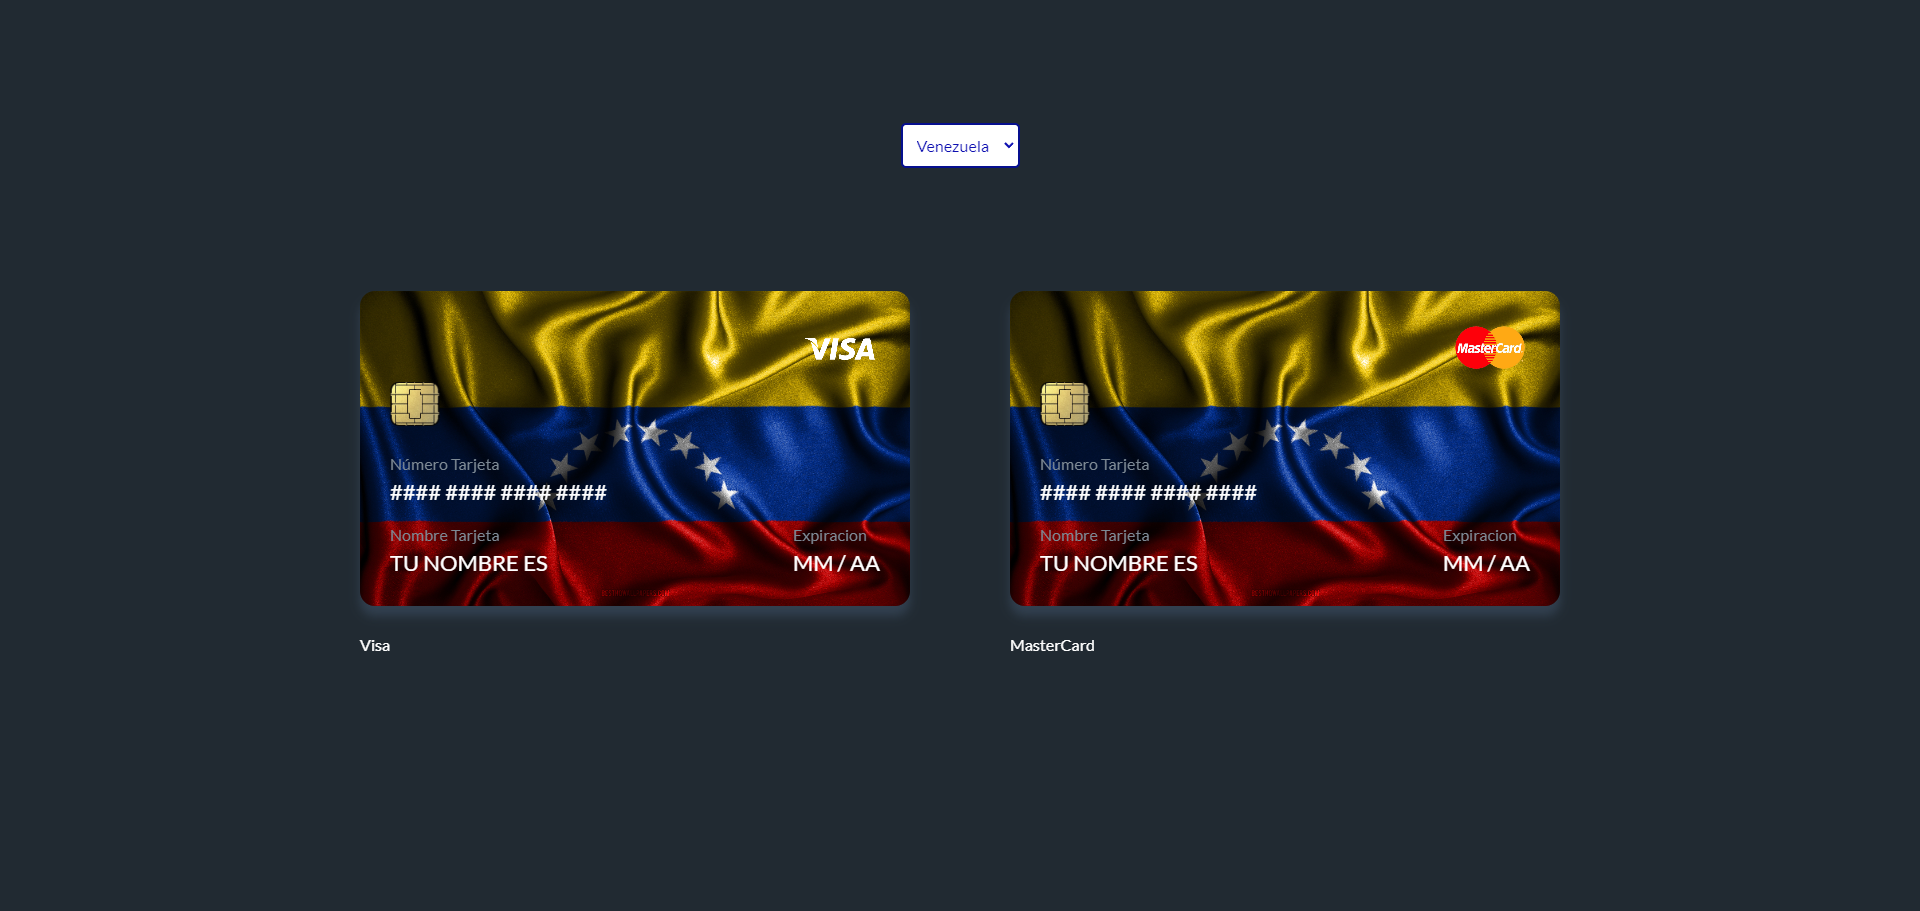 Venezuela
VISA
Número Tarjeta
#### #### #### ####
Nombre Tarjeta
Expiracion
TU NOMBRE ES
MM / AA
Visa
MasterCard
Número Tarjeta
#### #### #### ####
Nombre Tarjeta
Expiracion
TU NOMBRE ES
MM / AA
MasterCard